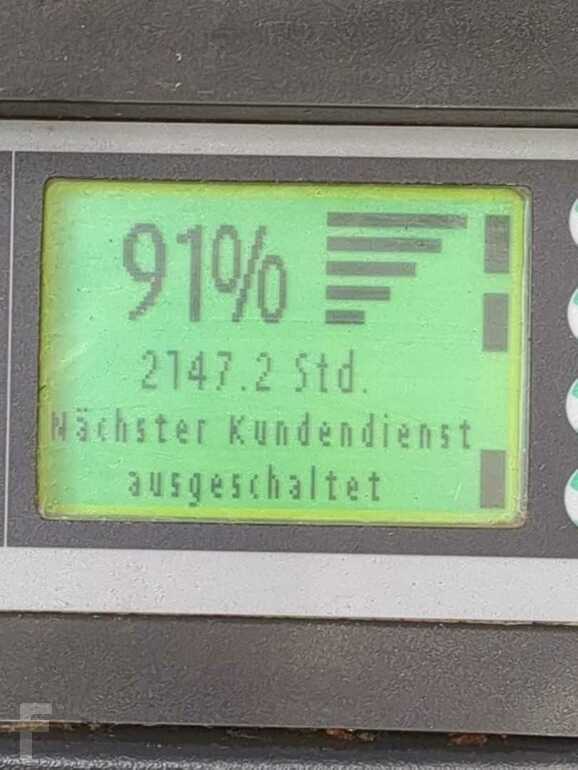 91%
2147.2 Std.
Nächster Kundendienst
ausgeschaltet